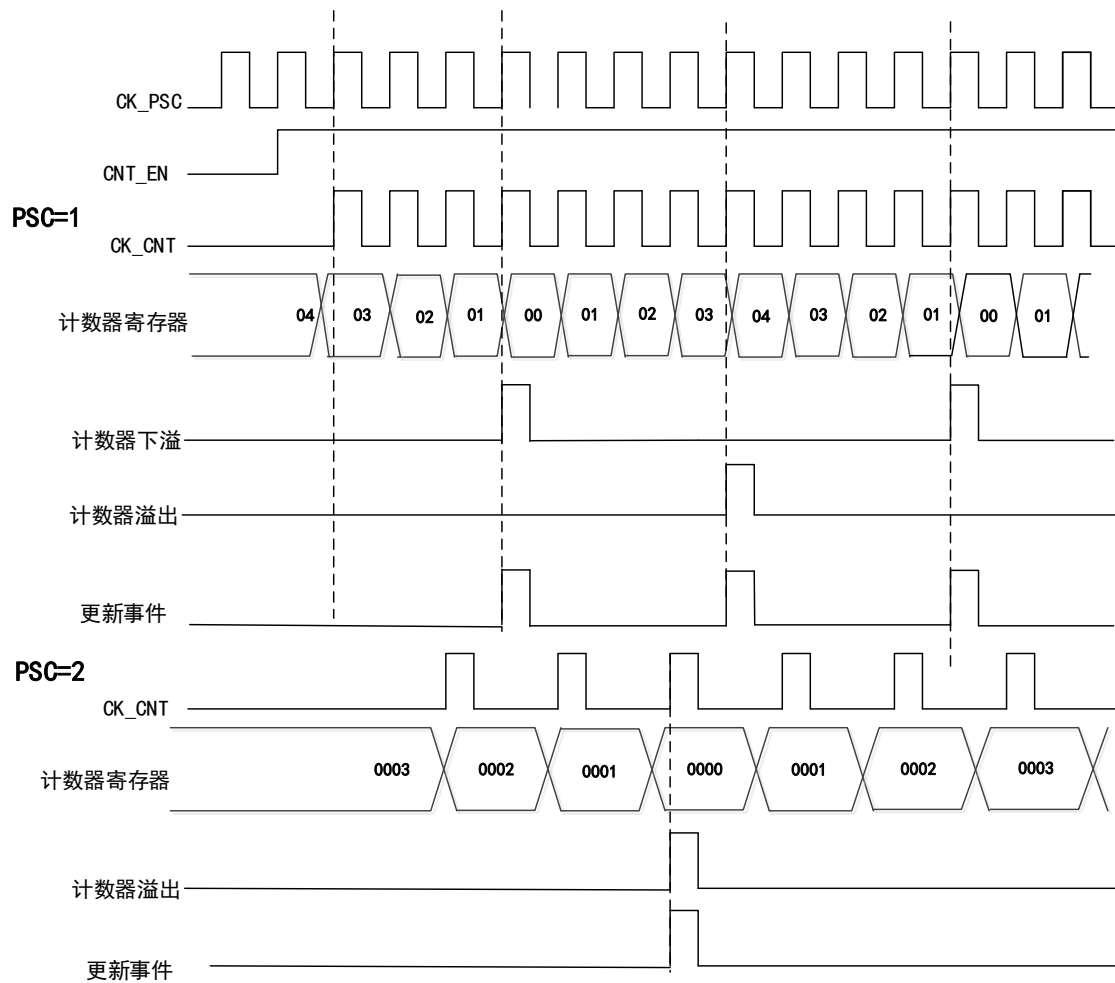 CK_PSC
CNT_EN
PSC=1
CK_CNT
计数器寄存器 04 03 02 01 00 01 02 03 04 03 02 01 00 01
计数器下溢
计数器溢出
更新事件
PSC=2
CK_CNT
计数器寄存器 0003 0002 0001 0000 0001 0002 0003
计数器溢出
更新事件